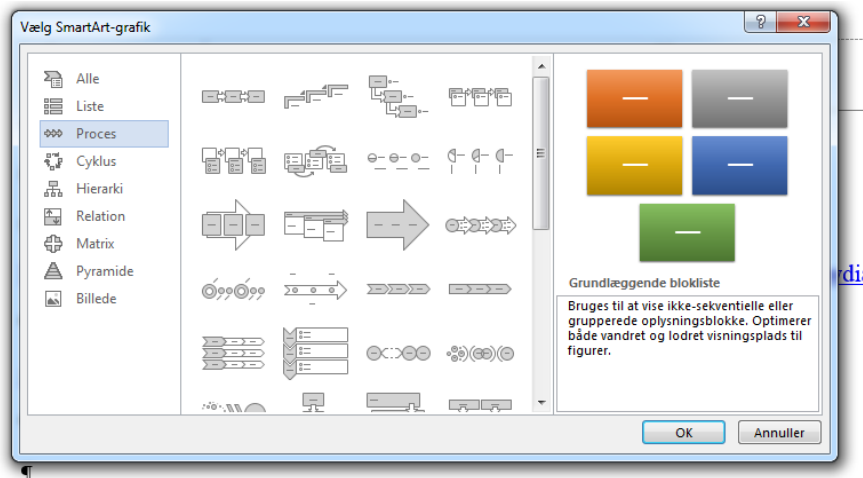 Vælg SmartArt-grafik
Alle
Liste
Proces
Cyklus
Hierarki
Relation
Matrix
Pyramide
Billede
Grundlæggende blokliste
Bruges til at vise ikke-sekventielle eller
grupperede oplysningsblokke. Optimerer
både vandret og lodret visningsplads til
figurer.
OK
Annuller
¶